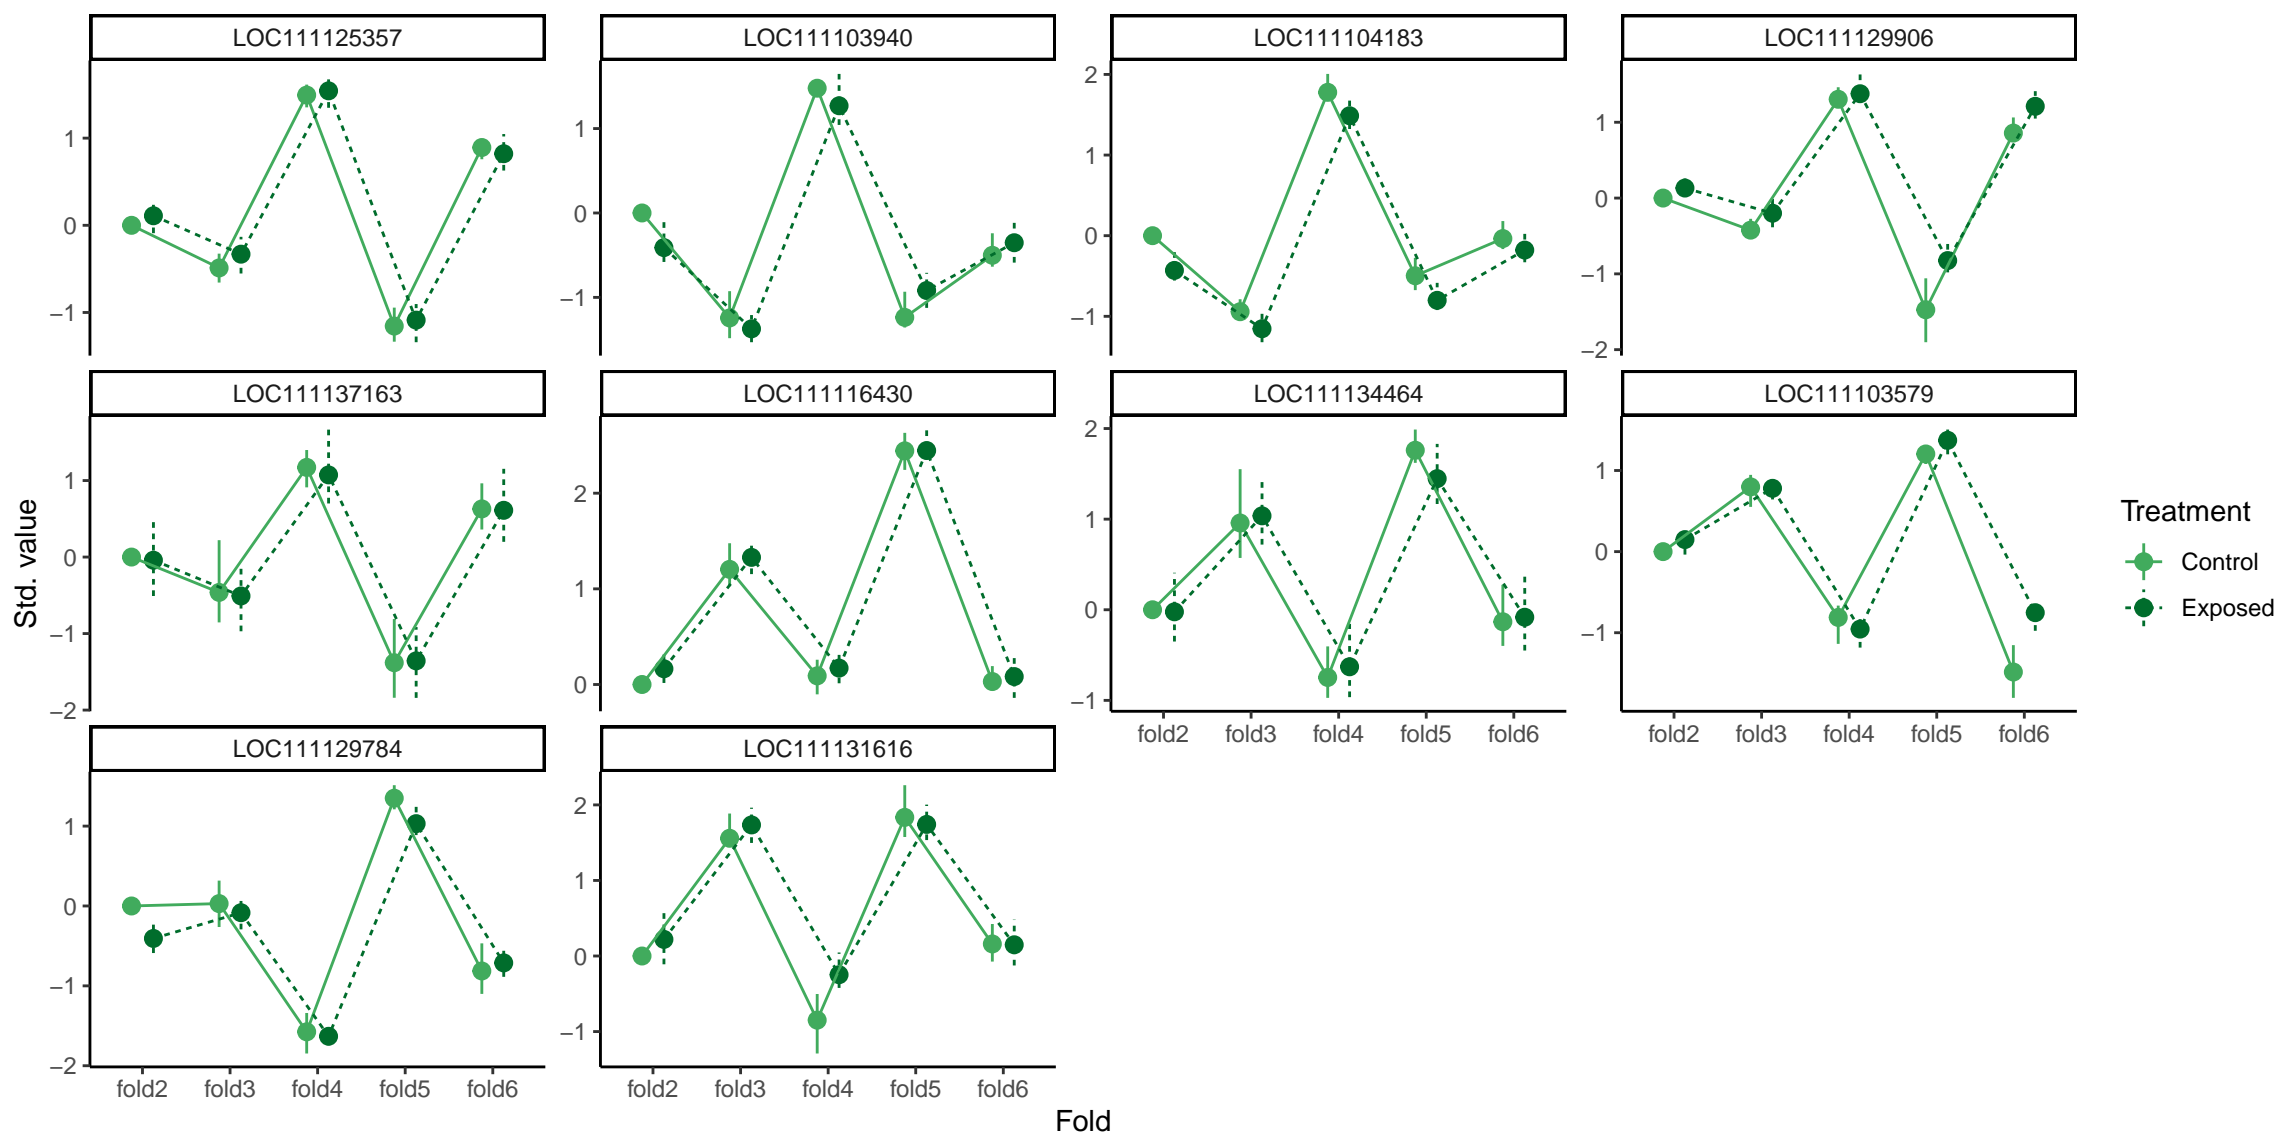 LOC111125357
LOC111103940
LOC111104183
LOC111129906
1
0
−1
1
0
−1
2
1
0
−1
1
0
−1
−2
LOC111137163
LOC111116430
LOC111134464
LOC111103579
1
0
−1
−2
2
1
0
2
1
0
−1
1
0
−1
fold2 fold3 fold4 fold5 fold6
fold2 fold3 fold4 fold5 fold6
LOC111129784
LOC111131616
1
0
−1
−2
2
1
0
−1
fold2 fold3 fold4 fold5 fold6
fold2 fold3 fold4 fold5 fold6
Std. value
Fold
Treatment
Control
Exposed